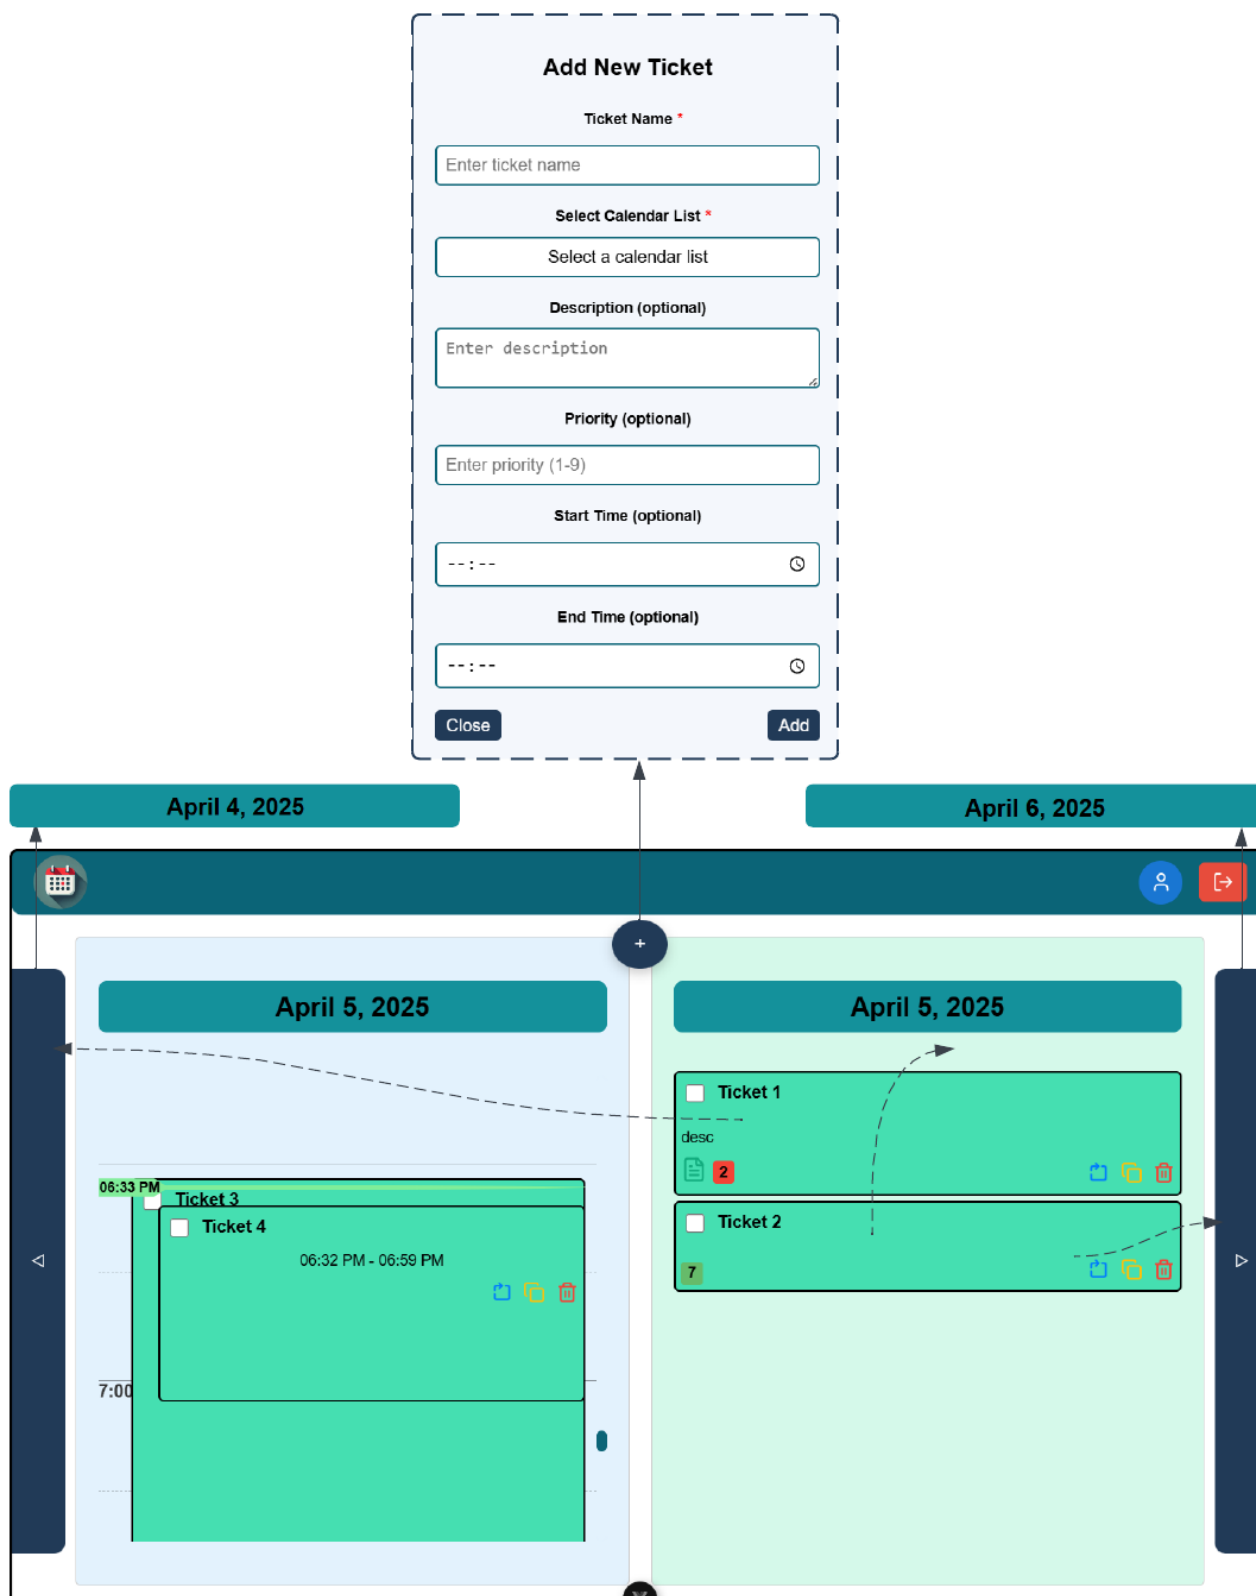 Add New Ticket
Ticket Name *
Enter ticket name
Select Calendar List *
Select a calendar list
Description (optional)
Enter description
Priority (optional)
Enter priority (1-9)
Start Time (optional)
--:--
End Time (optional)
--:--
Close
Add
April 4, 2025
April 6, 2025
+
April 5, 2025
06:33 PM
Ticket 3
Ticket 4
06:32 PM - 06:59 PM
7:00
April 5, 2025
Ticket 1
desc
2
Ticket 2
7